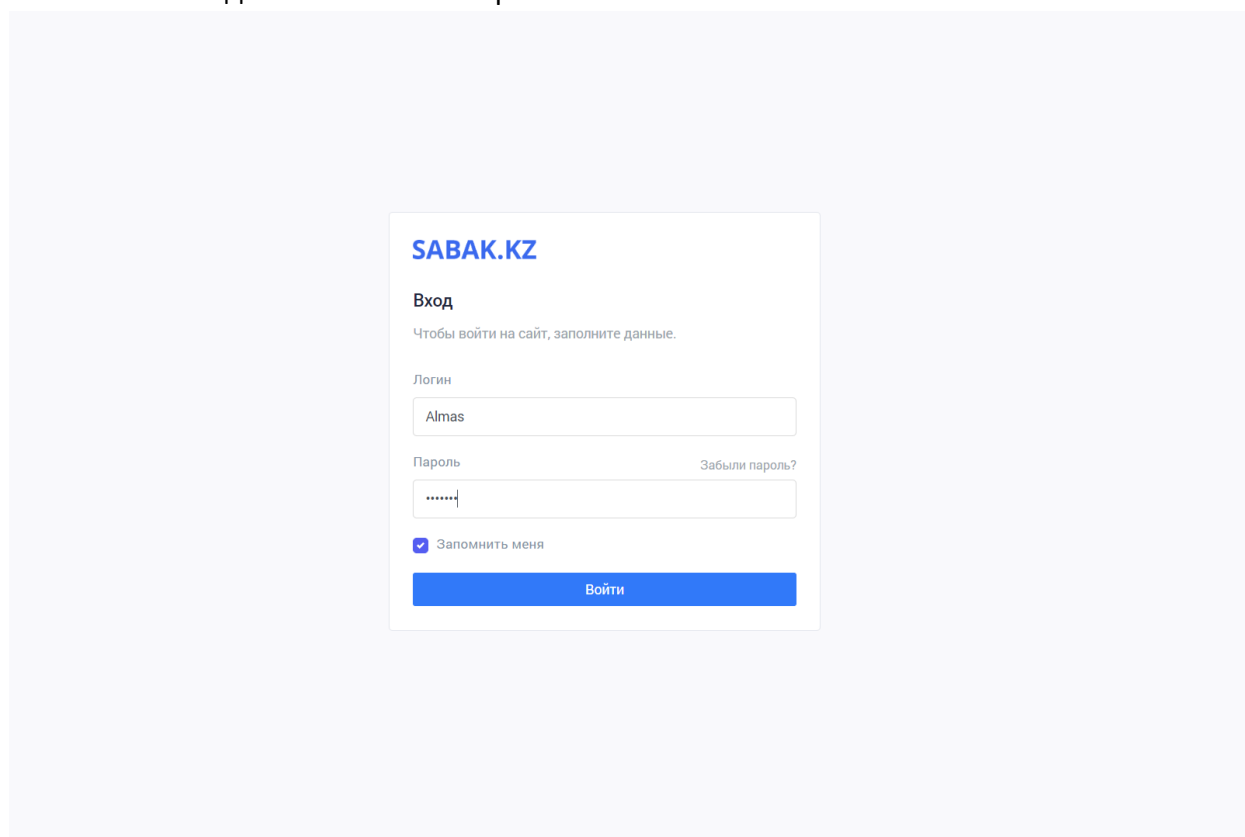 SABAK.KZ
Вход
Чтобы войти на сайт, заполните данные.
Логин
Almas
Пароль Забыли пароль?
•••••••
Запомнить меня
Войти